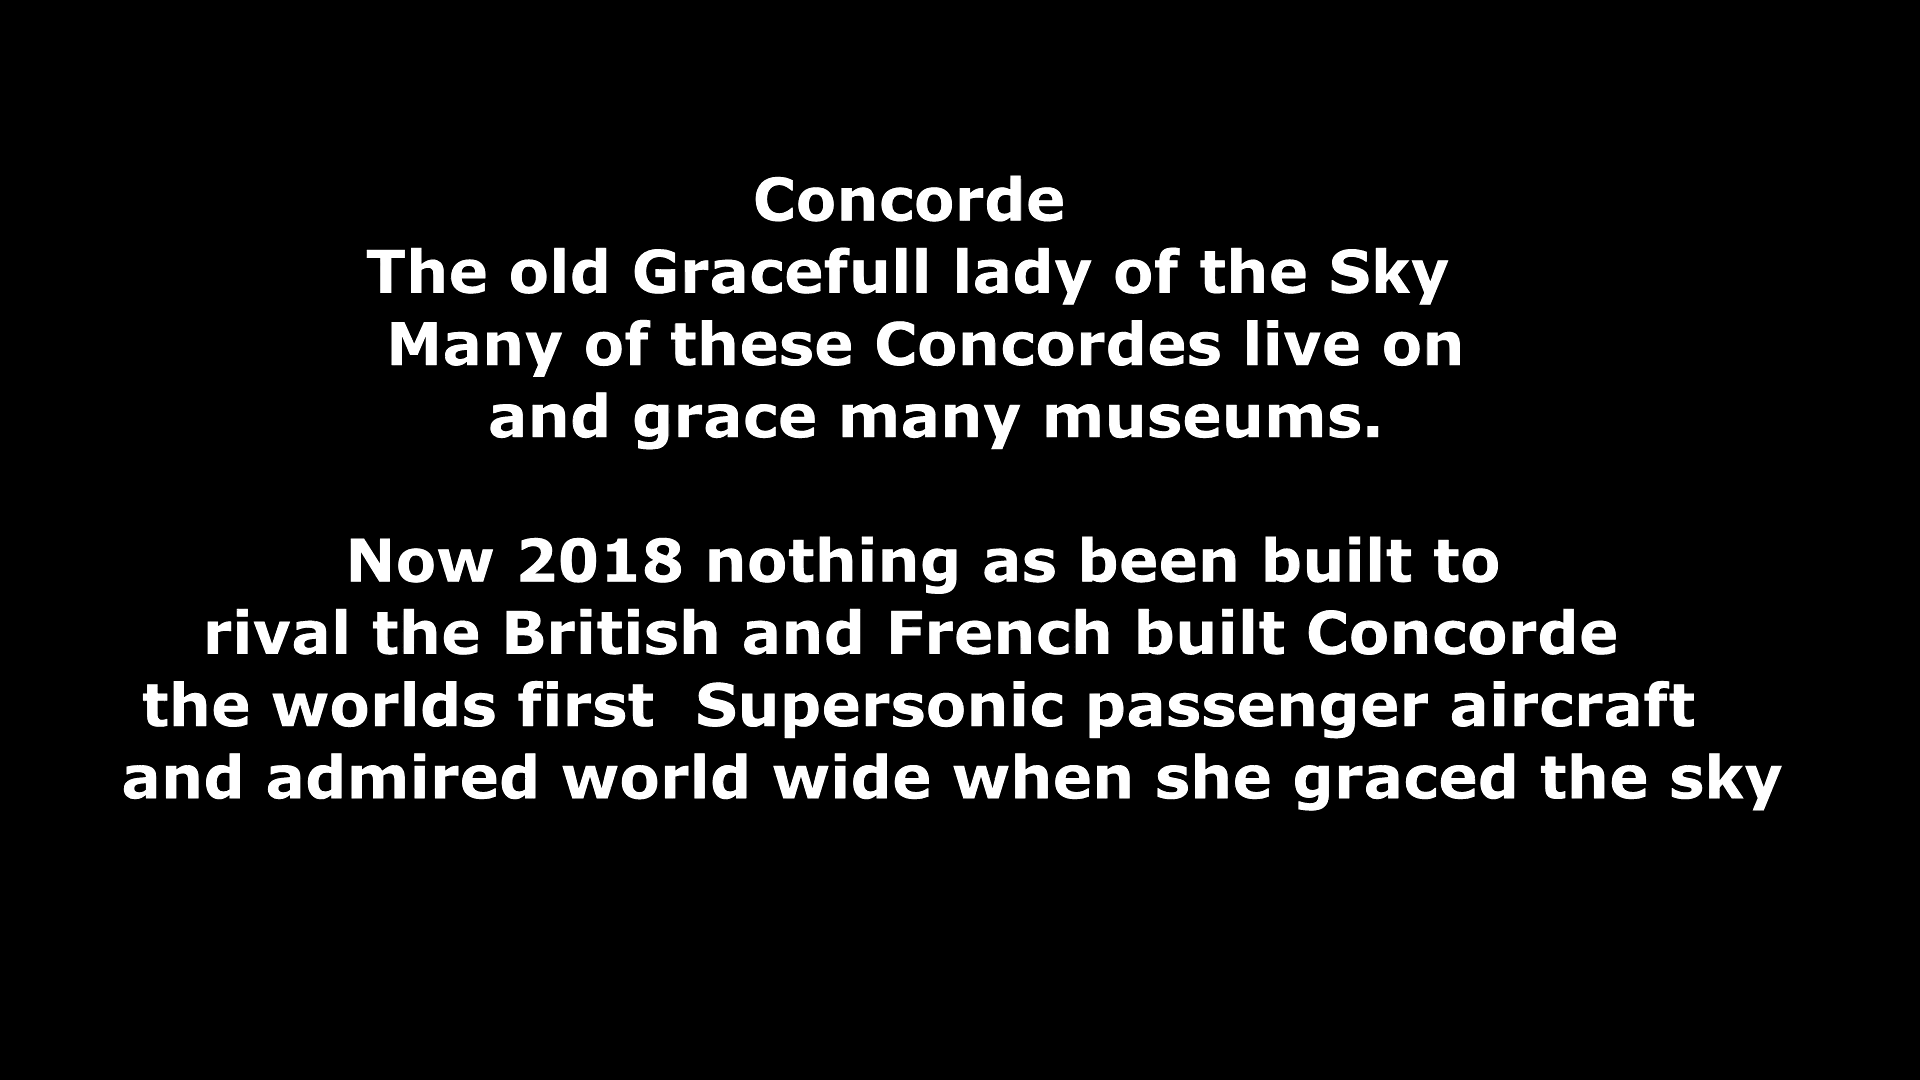 Concorde
The old Gracefull lady of the Sky
Many of these Concordes live on
and grace many museums.
Now 2018 nothing as been built to
rival the British and French built Concorde
the worlds first  Supersonic passenger aircraft
and admired world wide when she graced the sky